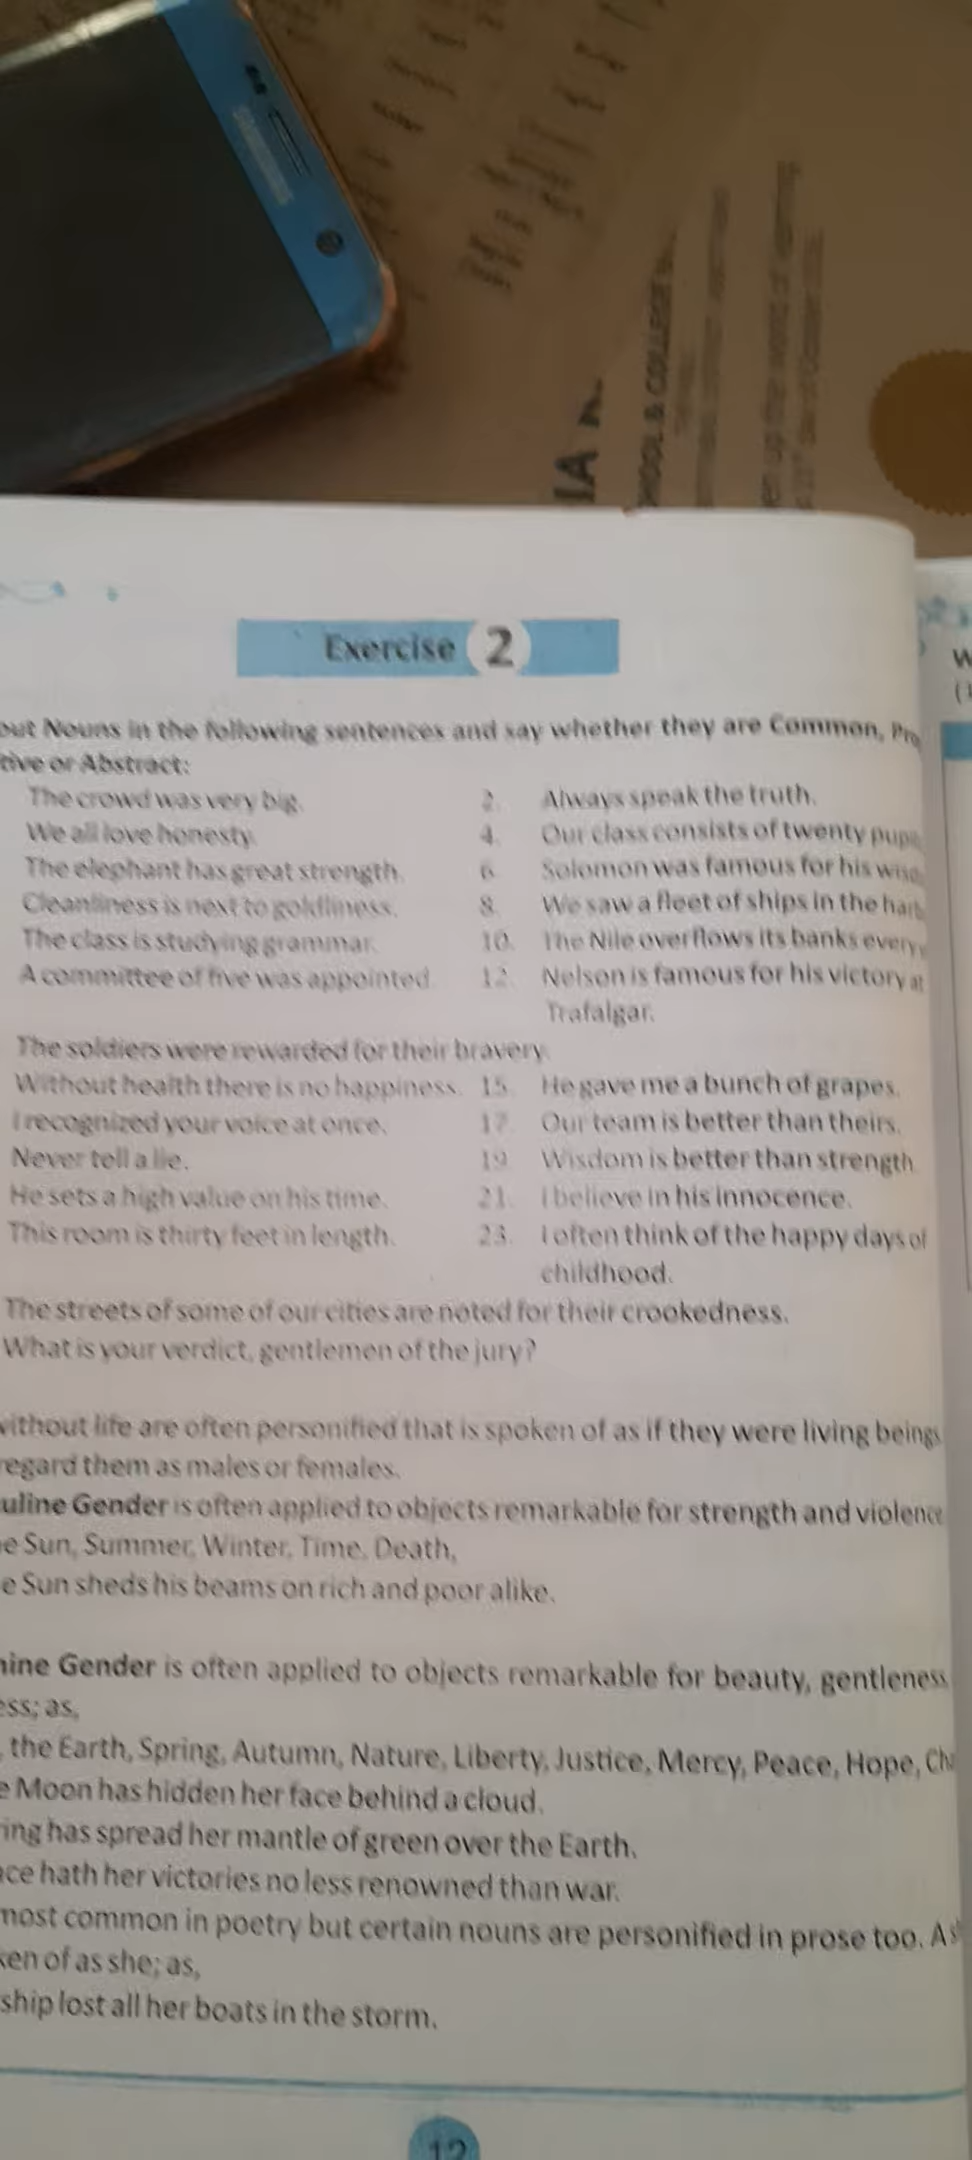 SAMSUNG
HOOL & COLLEGE
Exercise 2
out Nouns in the following sentences and say whether they are Common, Pro
tive or Abstract:
The crowd was very big. 2. Always speak the truth.
We all love honesty. 4. Our class consists of twenty pup
The elephant has great strength. 6. Solomon was famous for his wisd
Cleanliness is next to goldliness. 8. We saw a fleet of ships in the harb
The class is studying grammar. 10. The Nile overflows its banks every
A committee of five was appointed. 12. Nelson is famous for his victory at
Trafalgar.
The soldiers were rewarded for their bravery.
Without health there is no happiness. 15. He gave me a bunch of grapes.
I recognized your voice at once. 17. Our team is better than theirs.
Never tell a lie. 19. Wisdom is better than strength.
He sets a high value on his time. 21. I believe in his innocence.
This room is thirty feet in length. 23. I often think of the happy days of
childhood.
The streets of some of our cities are noted for their crookedness.
What is your verdict, gentlemen of the jury?
without life are often personified that is spoken of as if they were living beings
regard them as males or females.
uline Gender is often applied to objects remarkable for strength and violence
e Sun, Summer, Winter, Time, Death,
e Sun sheds his beams on rich and poor alike.
nine Gender is often applied to objects remarkable for beauty, gentleness
ess; as,
, the Earth, Spring, Autumn, Nature, Liberty, Justice, Mercy, Peace, Hope, Cha
e Moon has hidden her face behind a cloud.
ring has spread her mantle of green over the Earth.
ace hath her victories no less renowned than war.
most common in poetry but certain nouns are personified in prose too. A s
ken of as she; as,
ship lost all her boats in the storm.
12